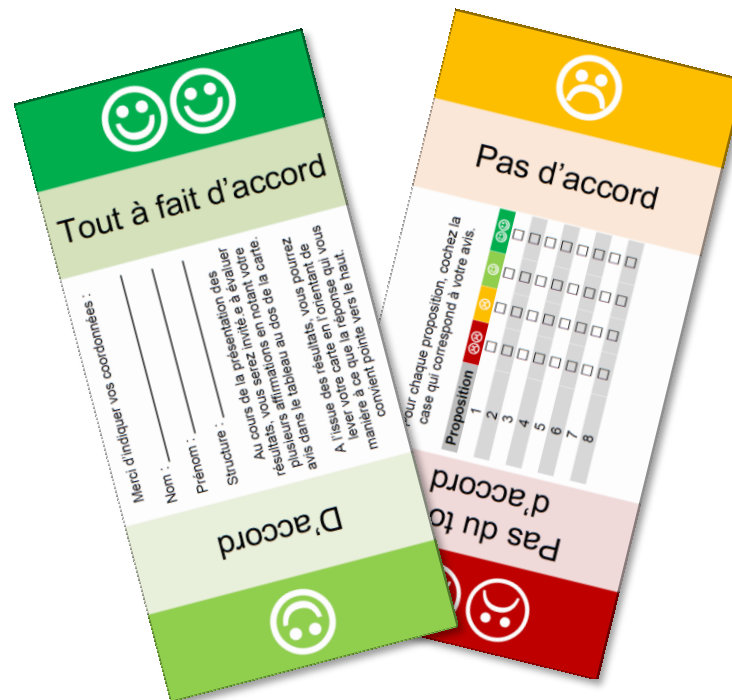 Tout à fait d'accord
Merci d'indiquer vos coordonnées :
Nom :
Prénom :
Structure :
Au cours de la présentation des
résultats, vous serez invité.e à évaluer
plusieurs affirmations en notant votre
avis dans le tableau au dos de la carte.
A l'issue des résultats, vous pourrez
lever votre carte en l'orientant de
manière à ce que la réponse qui vous
convient pointe vers le haut.
D'accord
Pas d'accord
Pour chaque proposition, cochez la
case qui correspond à votre avis.
Proposition
1
2
3
4
5
6
7
8
Pas du
d'accord